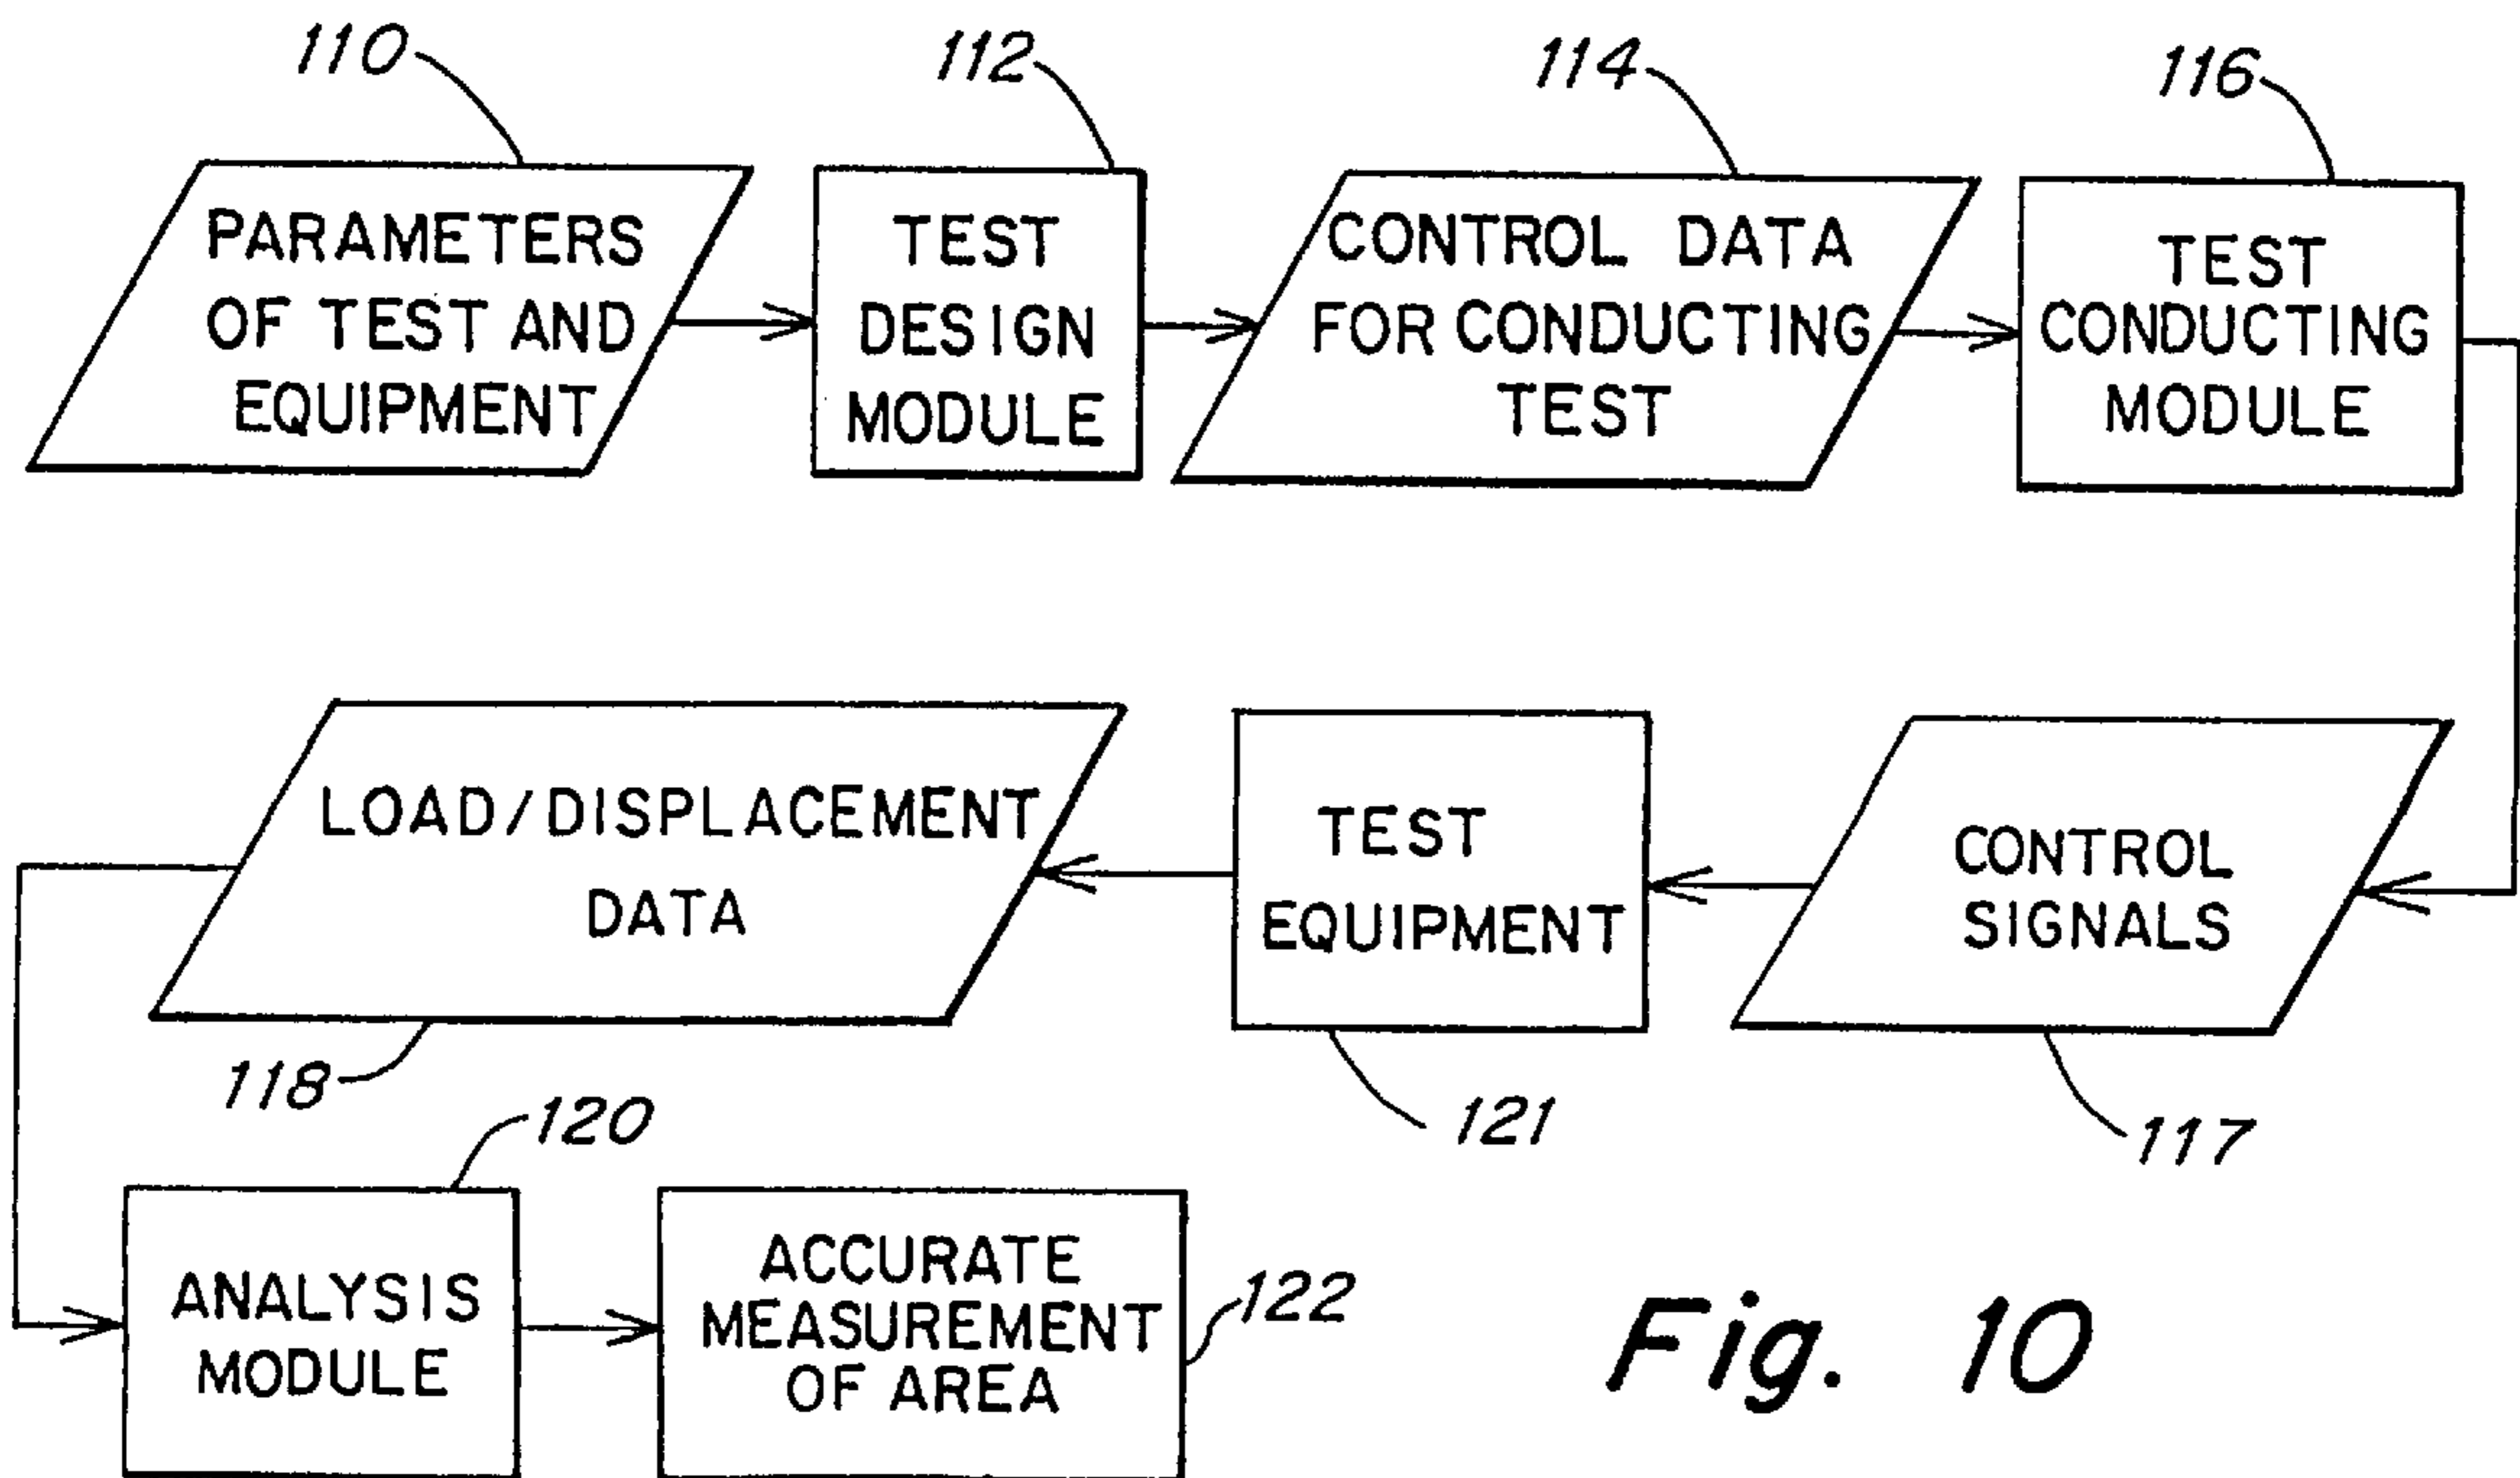 110
112
114
116
PARAMETERS
OF TEST AND
EQUIPMENT
TEST
DESIGN
MODULE
CONTROL DATA
FOR CONDUCTING
TEST
TEST
CONDUCTING
MODULE
LOAD/DISPLACEMENT
DATA
118
TEST
EQUIPMENT
121
CONTROL
SIGNALS
117
120
ANALYSIS
MODULE
ACCURATE
MEASUREMENT
OF AREA
122
Fig. 10